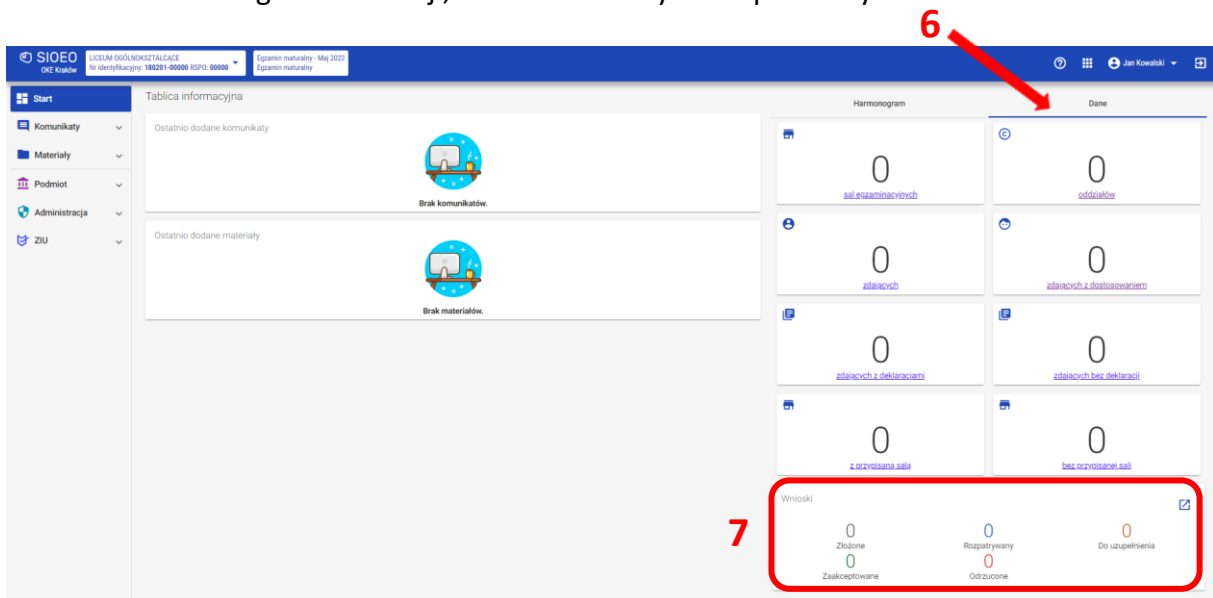 6
SIOEO
OKE Kraków
LICEUM OGÓLNOKSZTAŁCĄCE
Nr identyfikacyjny: 180201-00000 RSPO: 00000
Egzamin maturalny - Maj 2022
Egzamin maturalny
Jan Kowalski
Start
Komunikaty
Materiały
Podmiot
Administracja
ZIU
Tablica informacyjna
Ostatnio dodane komunikaty
Brak komunikatów.
Ostatnio dodane materiały
Brak materiałów.
Harmonogram
Dane
0
sal egzaminacyjnych
0
oddziałów
0
zdających
0
zdających z dostosowaniem
0
zdających z deklaracjami
0
zdających bez deklaracji
0
z przypisaną salą
0
bez przypisanej sali
7
Wnioski
0
Złożone
0
Rozpatrywany
0
Do uzupełnienia
0
Zaakceptowane
0
Odrzucone